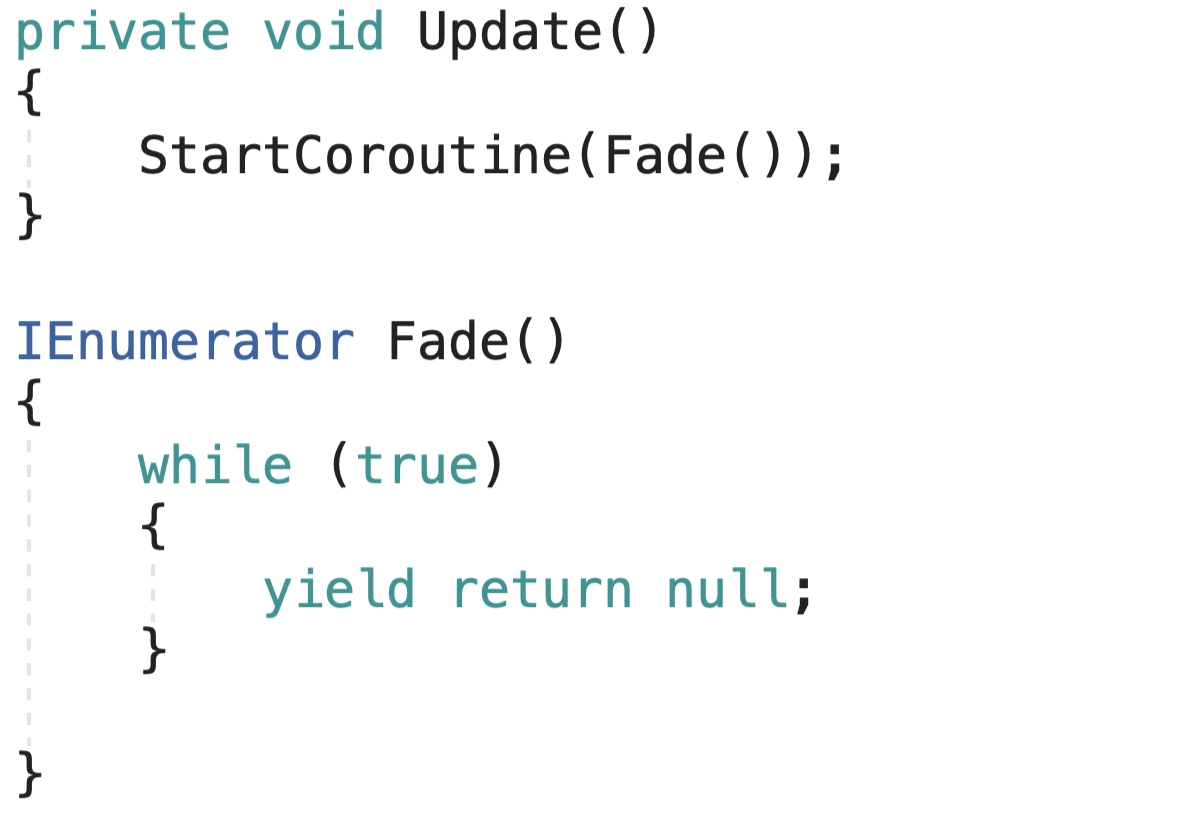 private void Update()
{
    StartCoroutine(Fade());
}

IEnumerator Fade()
{
    while (true)
    {
        yield return null;
    }

}